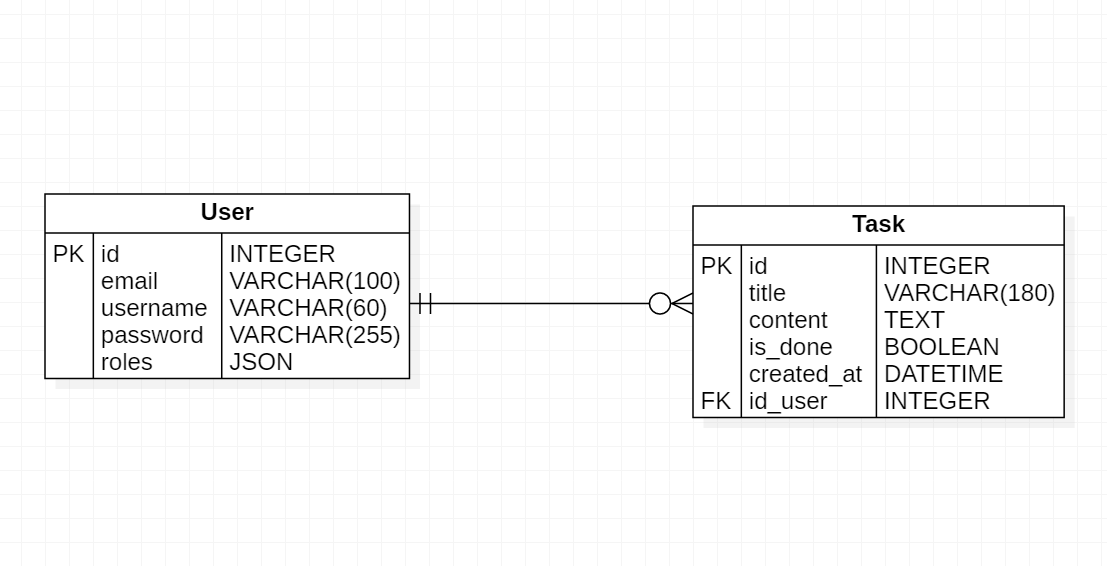 User
PK id INTEGER
email VARCHAR(100)
username VARCHAR(60)
password VARCHAR(255)
roles JSON
Task
PK id INTEGER
title VARCHAR(180)
content TEXT
is_done BOOLEAN
created_at DATETIME
FK id_user INTEGER